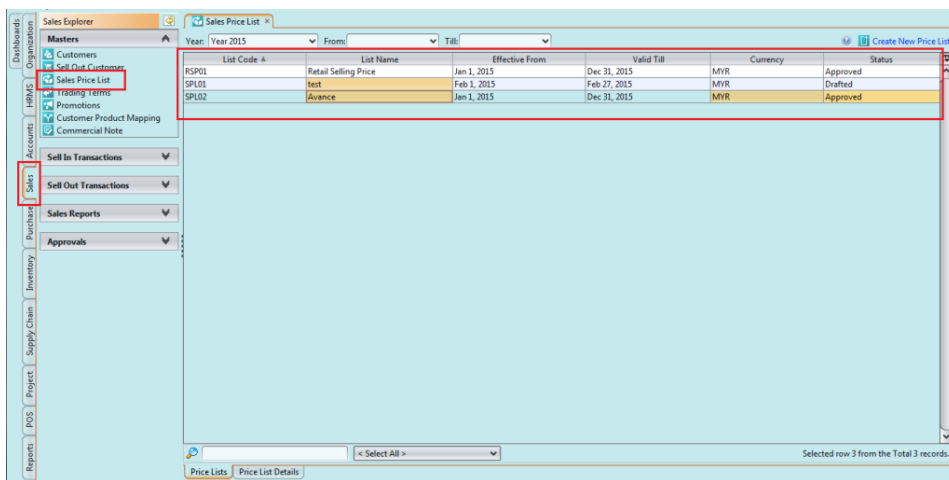 Sales Explorer
Masters
Customers
Sell Out Customer
Sales Price List
Trading Terms
Promotions
Customer Product Mapping
Commercial Note
Sell In Transactions
Sell Out Transactions
Sales Reports
Approvals
Dashboards
Organization
HRMS
Accounts
Sales
Purchase
Inventory
Supply Chain
Project
POS
Reports
Sales Price List ×
Year: Year 2015 From: Till: Create New Price List
List Code List Name Effective From Valid Till Currency Status
RSP01 Retail Selling Price Jan 1, 2015 Dec 31, 2015 MYR Approved
SPL01 test Feb 1, 2015 Feb 27, 2015 MYR Drafted
SPL02 Avance Jan 1, 2015 Dec 31, 2015 MYR Approved
< Select All > Selected row 3 from the Total 3 records.
Price Lists Price List Details